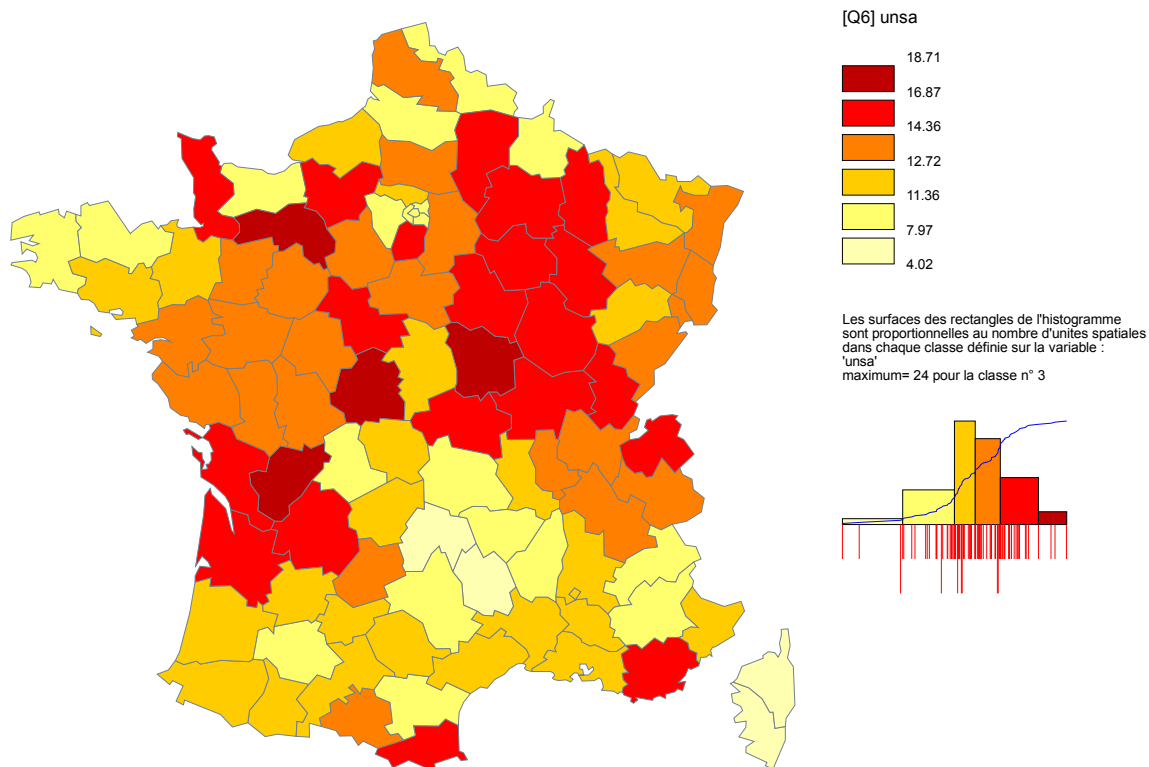 [Q6] unsa
18.71
16.87
14.36
12.72
11.36
7.97
4.02
Les surfaces des rectangles de l'histogramme
sont proportionnelles au nombre d'unites spatiales
dans chaque classe définie sur la variable :
'unsa'
maximum= 24 pour la classe n° 3